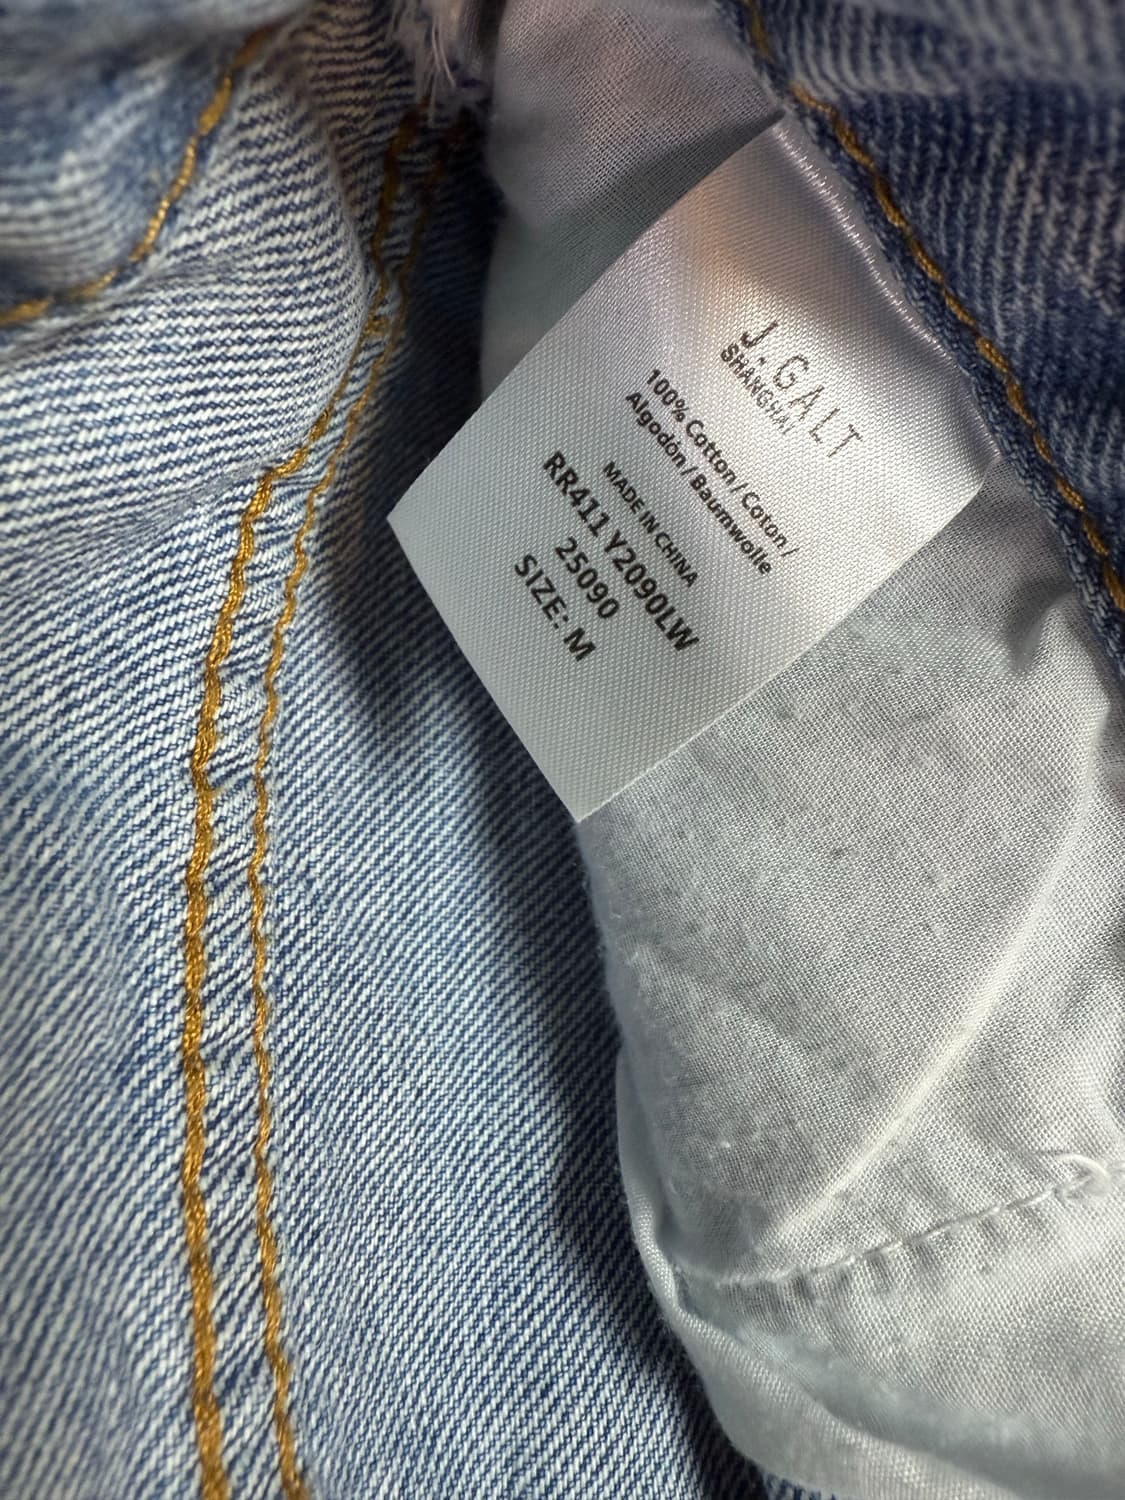 J.GALT
SHANGHAI
100% Cotton / Coton /
Algodón / Baumwolle
MADE IN CHINA
RR411 Y2090LW
25090
SIZE: M